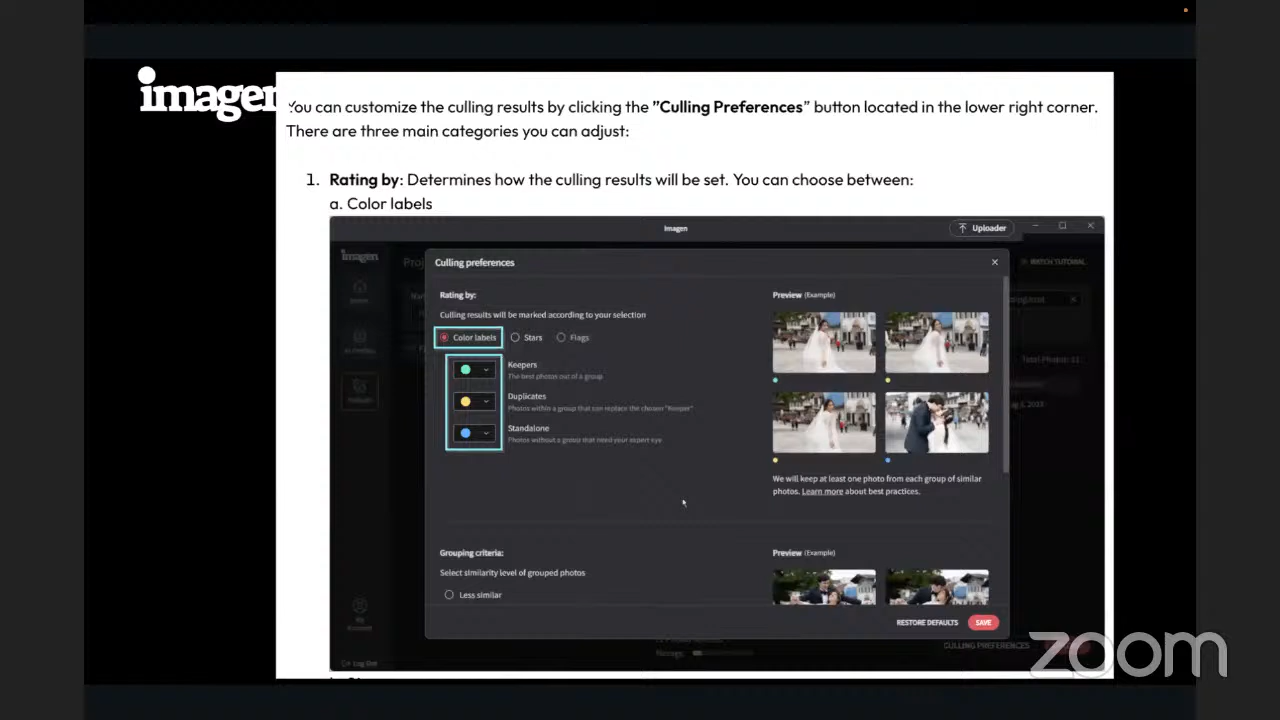 imagen
You can customize the culling results by clicking the ”Culling Preferences” button located in the lower right corner.
There are three main categories you can adjust:
1. Rating by: Determines how the culling results will be set. You can choose between:
a. Color labels
Imagen
Uploader
imagen
Culling preferences
WATCH TUTORIAL
Rating by:
Preview (Example)
Culling results will be marked according to your selection
Color labels
Stars
Flags
Keepers
The best photos out of a group
Duplicates
Photos within a group that can replace the chosen "Keeper"
Standalone
Photos without a group that need your expert eye
We will keep at least one photo from each group of similar
photos. Learn more about best practices.
Grouping criteria:
Preview (Example)
Select similarity level of grouped photos
Less similar
RESTORE DEFAULTS
SAVE
My
Account
CULLING PREFERENCES
Log Out
zoom